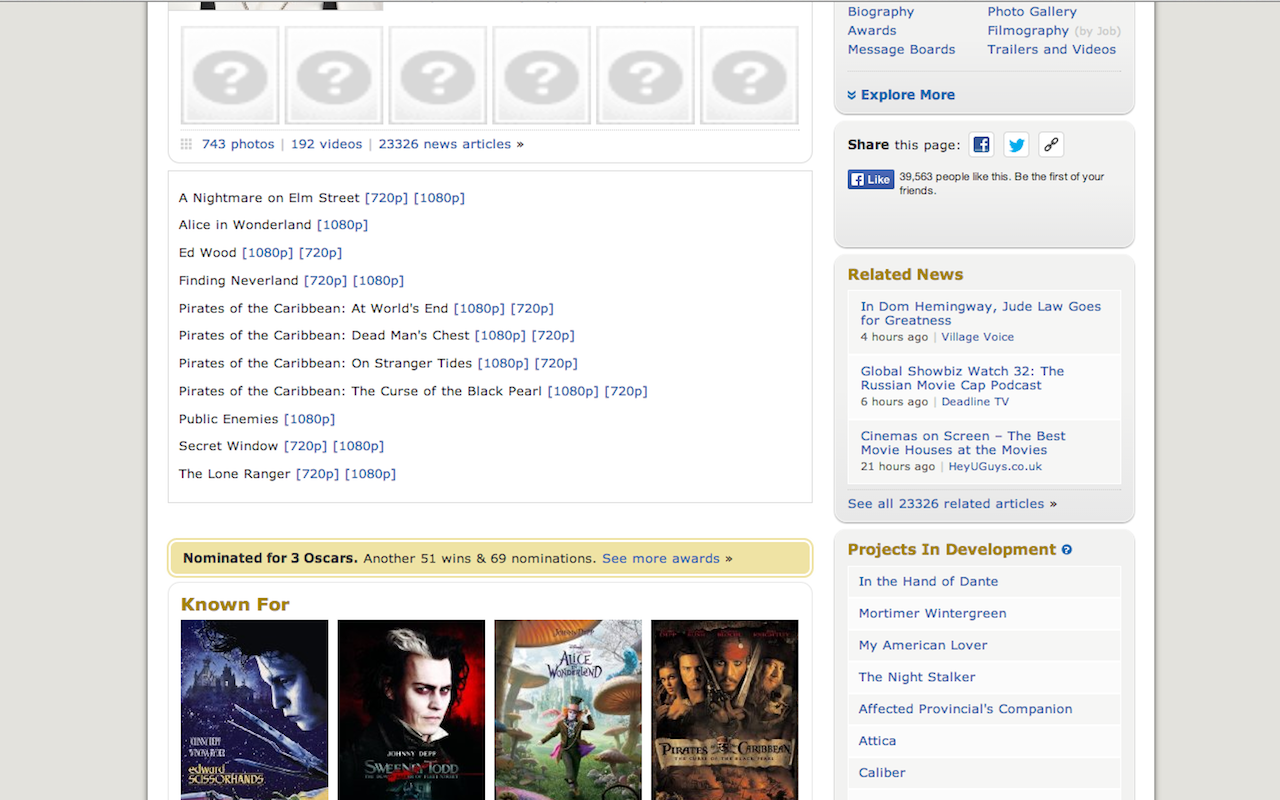 Biography Photo Gallery
Awards Filmography (by Job)
Message Boards Trailers and Videos
Explore More
743 photos | 192 videos | 23326 news articles »
Share this page:
Like 39,563 people like this. Be the first of your
friends.
A Nightmare on Elm Street [720p] [1080p]
Alice in Wonderland [1080p]
Ed Wood [1080p] [720p]
Finding Neverland [720p] [1080p]
Pirates of the Caribbean: At World's End [1080p] [720p]
Pirates of the Caribbean: Dead Man's Chest [1080p] [720p]
Pirates of the Caribbean: On Stranger Tides [1080p] [720p]
Pirates of the Caribbean: The Curse of the Black Pearl [1080p] [720p]
Public Enemies [1080p]
Secret Window [720p] [1080p]
The Lone Ranger [720p] [1080p]
Related News
In Dom Hemingway, Jude Law Goes
for Greatness
4 hours ago | Village Voice
Global Showbiz Watch 32: The
Russian Movie Cap Podcast
6 hours ago | Deadline TV
Cinemas on Screen – The Best
Movie Houses at the Movies
21 hours ago | HeyUGuys.co.uk
See all 23326 related articles »
Nominated for 3 Oscars. Another 51 wins & 69 nominations. See more awards »
Known For
JOHNNY DEPP
WINONA RYDER
edward
SCISSORHANDS
JOHNNY DEPP
SWEENEY TODD
THE DEMON BARBER OF FLEET STREET
JOHNNY DEPP
ALICE
IN
WONDERLAND
PIRATES OF THE CARIBBEAN
THE CURSE OF THE BLACK PEARL
Projects In Development ?
In the Hand of Dante
Mortimer Wintergreen
My American Lover
The Night Stalker
Affected Provincial's Companion
Attica
Caliber